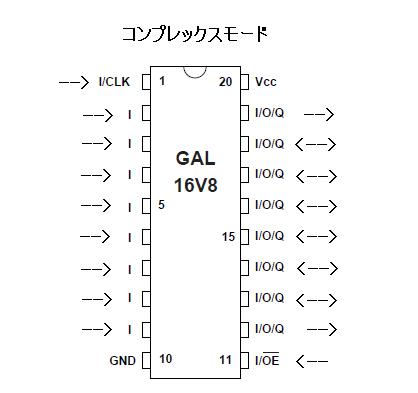 コンプレックスモード
I/CLK 1 20 Vcc
I I/O/Q
I I/O/Q
I GAL I/O/Q
I 5 16V8 I/O/Q
I 15 I/O/Q
I I/O/Q
I I/O/Q
I I/O/Q
GND 10 11 I/OE